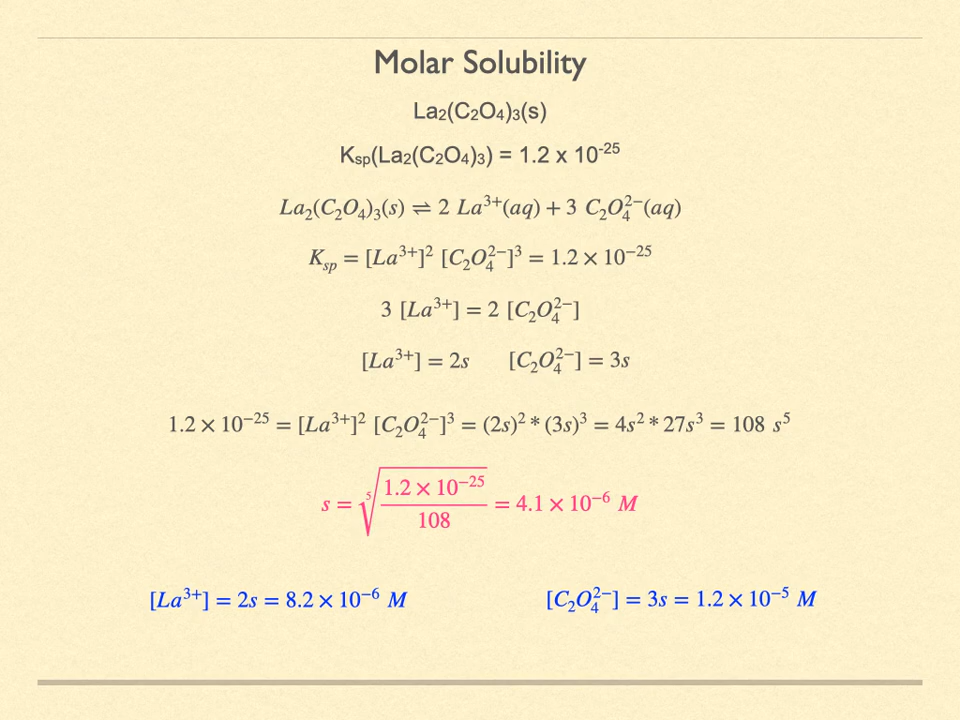 Molar Solubility
La₂(C₂O₄)₃(s)
Kₛₚ(La₂(C₂O₄)₃) = 1.2 x 10⁻²⁵
La₂(C₂O₄)₃(s) ⇌ 2 La³⁺(aq) + 3 C₂O₄²⁻(aq)
Kₛₚ = [La³⁺]² [C₂O₄²⁻]³ = 1.2 × 10⁻²⁵
3 [La³⁺] = 2 [C₂O₄²⁻]
[La³⁺] = 2s [C₂O₄²⁻] = 3s
1.2 × 10⁻²⁵ = [La³⁺]² [C₂O₄²⁻]³ = (2s)² * (3s)³ = 4s² * 27s³ = 108 s⁵
s = ⁵√(1.2 × 10⁻²⁵ / 108) = 4.1 × 10⁻⁶ M
[La³⁺] = 2s = 8.2 × 10⁻⁶ M [C₂O₄²⁻] = 3s = 1.2 × 10⁻⁵ M